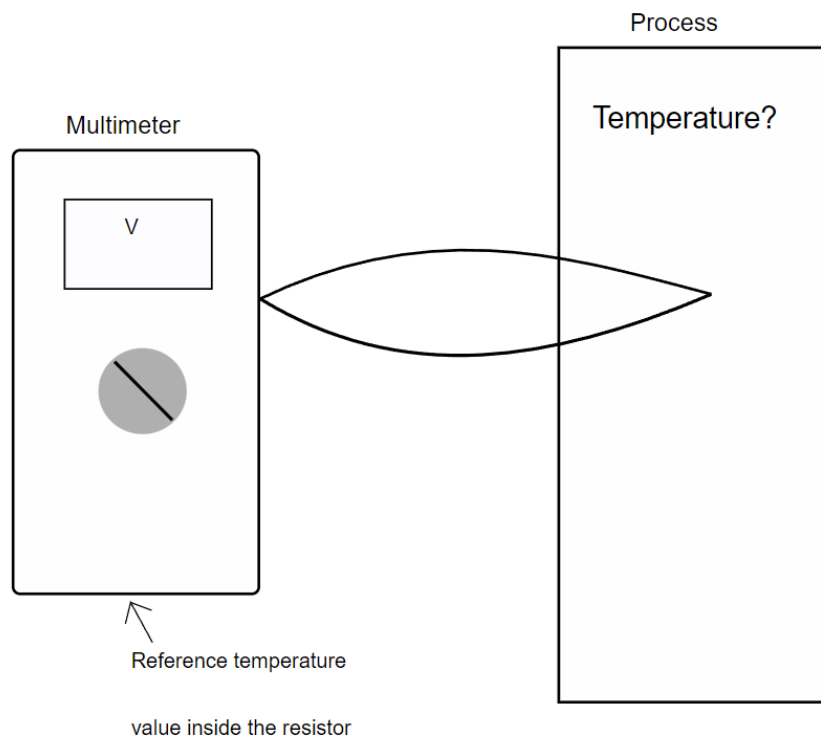 Process
Temperature?
Multimeter
V
Reference temperature
value inside the resistor